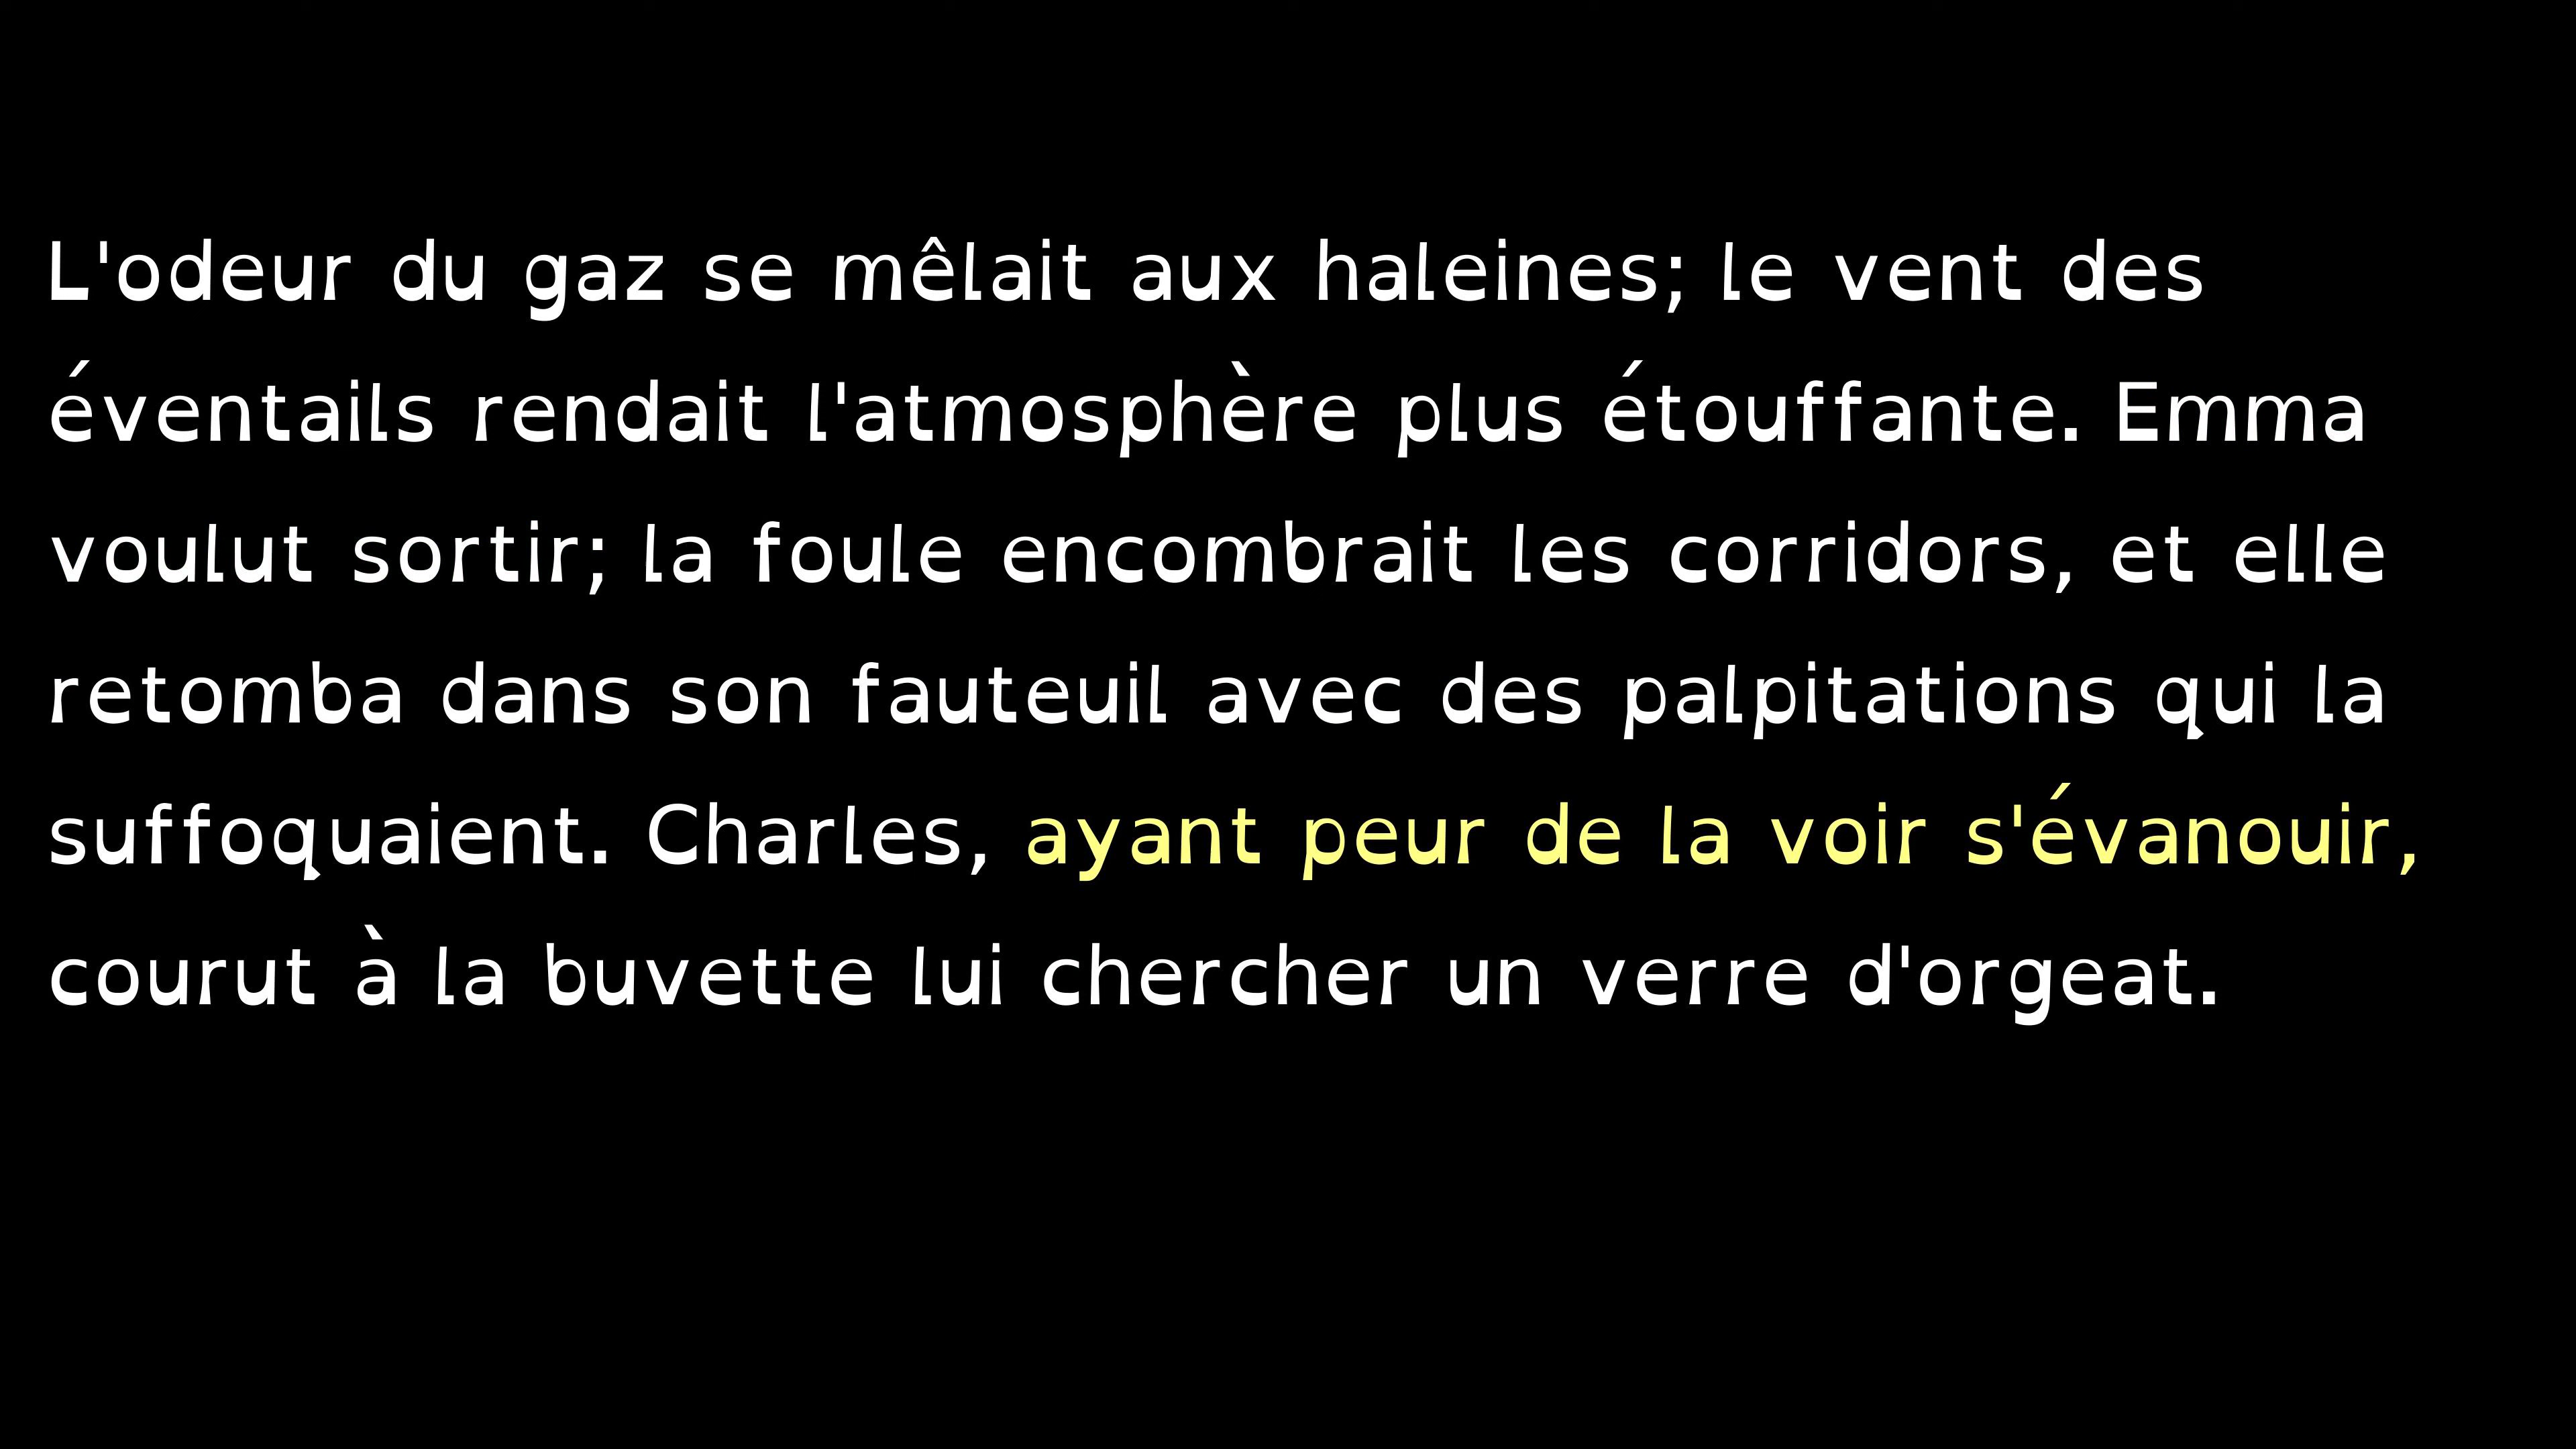 L'odeur du gaz se mêlait aux haleines; le vent des
éventails rendait l'atmosphère plus étouffante. Emma
voulut sortir; la foule encombrait les corridors, et elle
retomba dans son fauteuil avec des palpitations qui la
suffoquaient. Charles, ayant peur de la voir s'évanouir,
courut à la buvette lui chercher un verre d'orgeat.